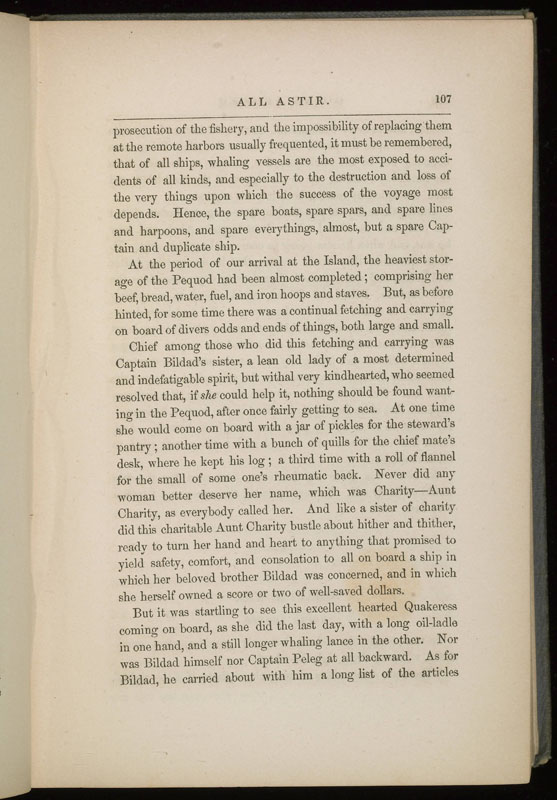 ALL ASTIR. 107
prosecution of the fishery, and the impossibility of replacing them
at the remote harbors usually frequented, it must be remembered,
that of all ships, whaling vessels are the most exposed to acci-
dents of all kinds, and especially to the destruction and loss of
the very things upon which the success of the voyage most
depends. Hence, the spare boats, spare spars, and spare lines
and harpoons, and spare everythings, almost, but a spare Cap-
tain and duplicate ship.
At the period of our arrival at the Island, the heaviest stor-
age of the Pequod had been almost completed; comprising her
beef, bread, water, fuel, and iron hoops and staves. But, as before
hinted, for some time there was a continual fetching and carrying
on board of divers odds and ends of things, both large and small.
Chief among those who did this fetching and carrying was
Captain Bildad's sister, a lean old lady of a most determined
and indefatigable spirit, but withal very kindhearted, who seemed
resolved that, if she could help it, nothing should be found want-
ing in the Pequod, after once fairly getting to sea. At one time
she would come on board with a jar of pickles for the steward's
pantry; another time with a bunch of quills for the chief mate's
desk, where he kept his log; a third time with a roll of flannel
for the small of some one's rheumatic back. Never did any
woman better deserve her name, which was Charity—Aunt
Charity, as everybody called her. And like a sister of charity
did this charitable Aunt Charity bustle about hither and thither,
ready to turn her hand and heart to anything that promised to
yield safety, comfort, and consolation to all on board a ship in
which her beloved brother Bildad was concerned, and in which
she herself owned a score or two of well-saved dollars.
But it was startling to see this excellent hearted Quakeress
coming on board, as she did the last day, with a long oil-ladle
in one hand, and a still longer whaling lance in the other. Nor
was Bildad himself nor Captain Peleg at all backward. As for
Bildad, he carried about with him a long list of the articles